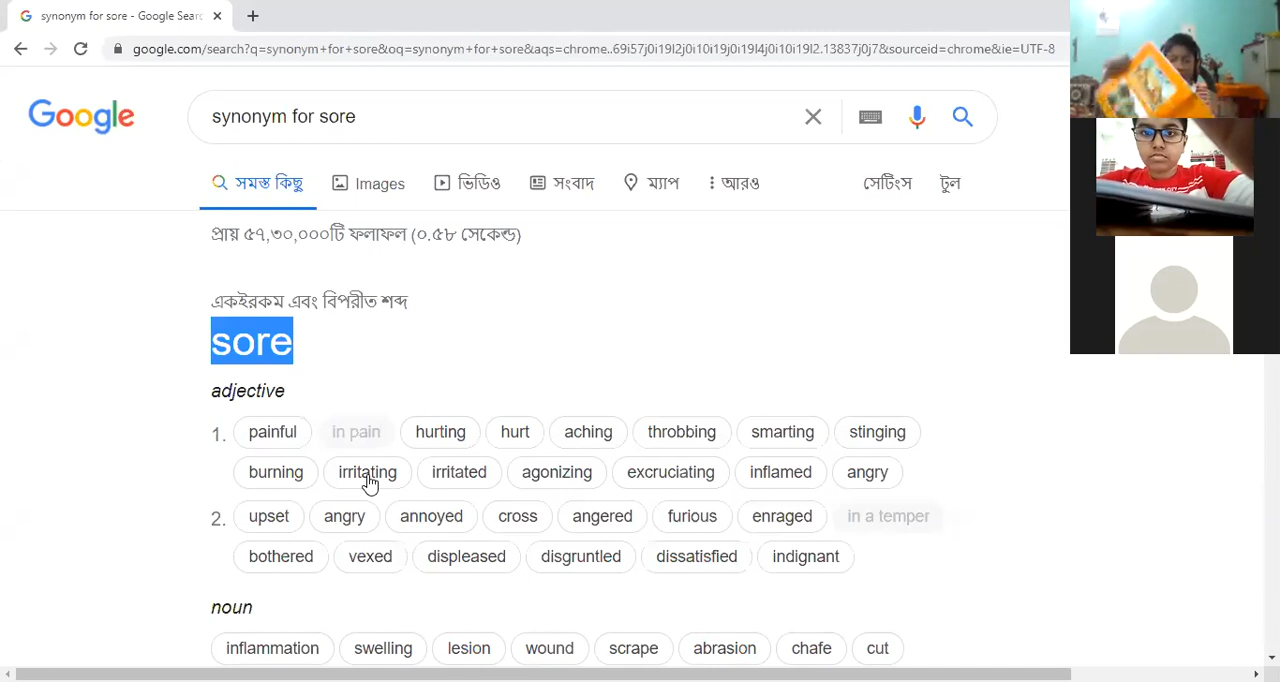 synonym for sore - Google Sear
google.com/search?q=synonym+for+sore&oq=synonym+for+sore&aqs=chrome..69i57j0i19l2j0i10i19j0i19l4j0i10i19l2.13837j0j7&sourceid=chrome&ie=UTF-8
Google synonym for sore
সমস্ত কিছু Images ভিডিও সংবাদ ম্যাপ আরও সেটিংস টুল
প্রায় ৫৭,৩০,০০০টি ফলাফল (০.৫৮ সেকেন্ড)
একইরকম এবং বিপরীত শব্দ
sore
adjective
1. painful in pain hurting hurt aching throbbing smarting stinging
burning irritating irritated agonizing excruciating inflamed angry
2. upset angry annoyed cross angered furious enraged in a temper
bothered vexed displeased disgruntled dissatisfied indignant
noun
inflammation swelling lesion wound scrape abrasion chafe cut